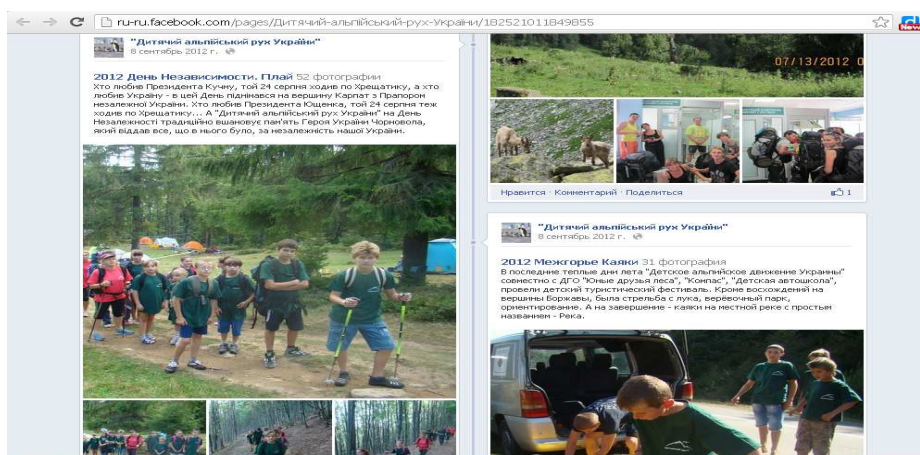 ru-ru.facebook.com/pages/Дитячий-альпійський-рух-України/182521011849855
New
"Дитячий альпійський рух України"
8 сентябрь 2012 г.
2012 День Независимости. Плай 52 фотографии
Хто любив Президента Кучму, той 24 серпня ходив по Хрещатику, а хто
любив Україну - в цей День піднімався на вершину Карпат з Прапором
незалежної України. Хто любив Президента Ющенка, той 24 серпня теж
ходив по Хрещатику... А "Дитячий альпійський рух України" на День
Незалежності традиційно вшановує пам'ять Героя України Чорновола,
який віддав все, що в нього було, за незалежність нашої України.
07/13/2012 0
Нравится · Комментарий · Поделиться
1
"Дитячий альпійський рух України"
8 сентябрь 2012 г.
2012 Межгорье Каяки 31 фотография
В последние теплые дни лета "Детское альпийское движение Украины"
совместно с ДГО "Юные друзья леса", "Компас", "Детская автошкола",
провели детский туристический фестиваль. Кроме восхождений на
вершины Боржавы, была стрельба с лука, верёвочный парк,
ориентирование. А на завершение - каяки на местной реке с простым
названием - Река.